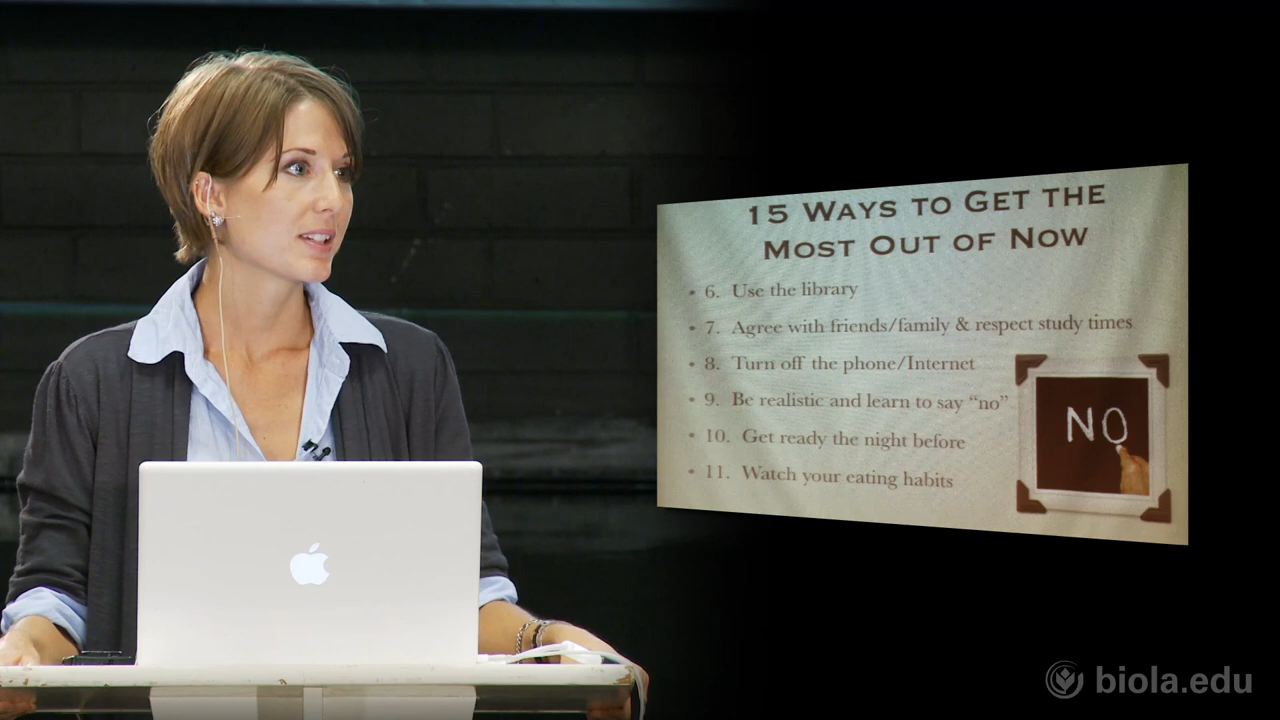 15 Ways to Get the
Most Out of Now
• 6. Use the library
• 7. Agree with friends/family & respect study times
• 8. Turn off the phone/Internet
• 9. Be realistic and learn to say “no”
• 10. Get ready the night before
• 11. Watch your eating habits
NO
biola.edu